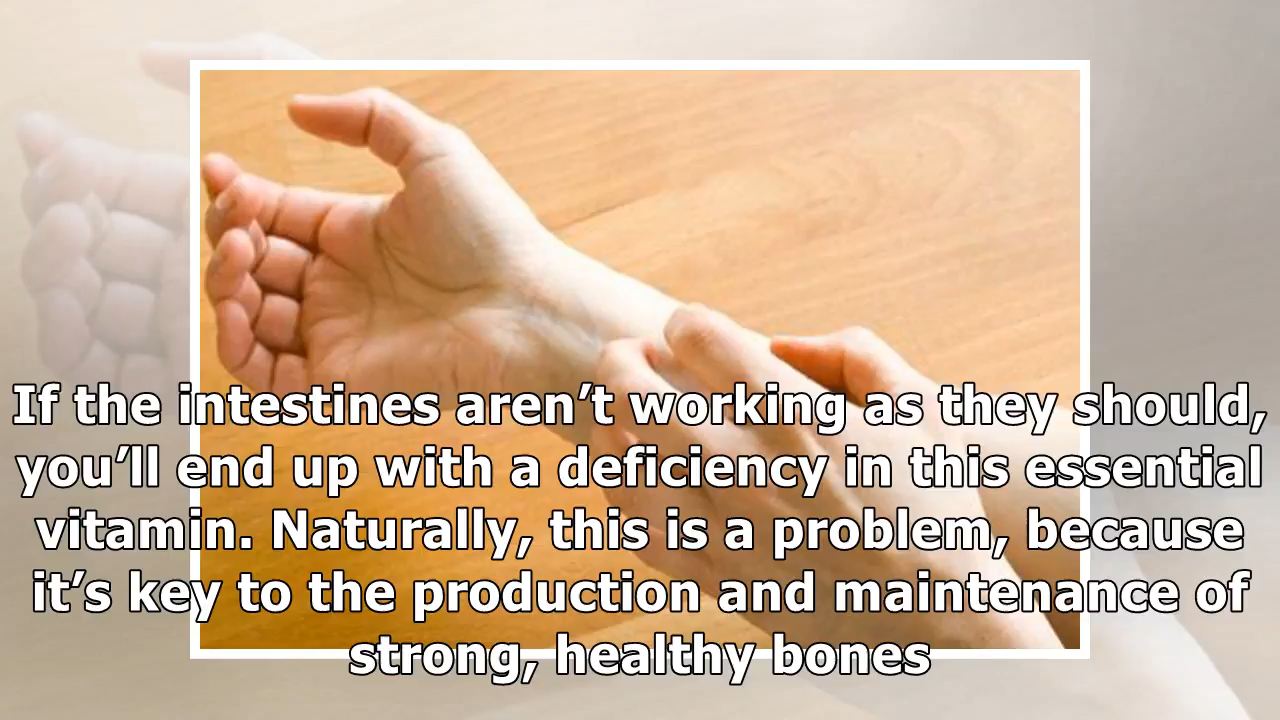 If the intestines aren’t working as they should,
you’ll end up with a deficiency in this essential
vitamin. Naturally, this is a problem, because
it’s key to the production and maintenance of
strong, healthy bones